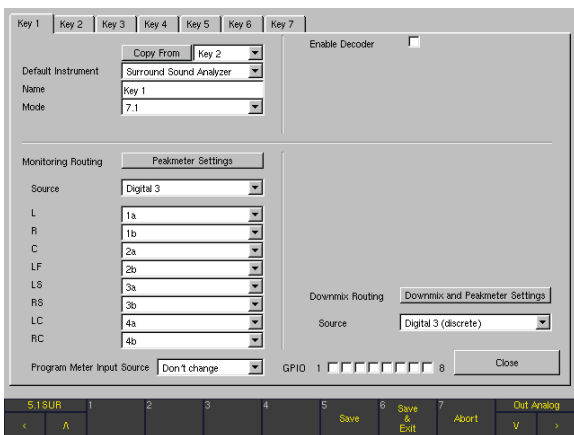 Key 1 Key 2 Key 3 Key 4 Key 5 Key 6 Key 7
Copy From Key 2
Enable Decoder
Default Instrument Surround Sound Analyzer
Name Key 1
Mode 7.1
Monitoring Routing Peakmeter Settings
Source Digital 3
L 1a
R 1b
C 2a
LF 2b
LS 3a
RS 3b
LC 4a
RC 4b
Downmix Routing Downmix and Peakmeter Settings
Source Digital 3 (discrete)
Program Meter Input Source Don't change
GPIO 1 8
Close
5.1SUR 1 2 3 4 5 6 7 Out Analog
< Λ Save Save & Exit Abort V >